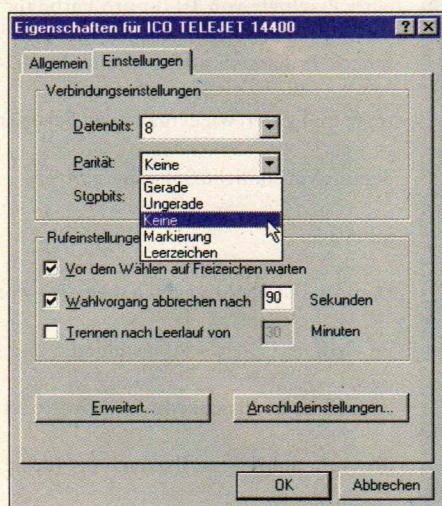 Eigenschaften für ICO TELEJET 14400
Allgemein
Einstellungen
Verbindungseinstellungen
Datenbits: 8
Parität: Keine
Stopbits:
Gerade
Ungerade
Keine
Markierung
Leerzeichen
Rufeinstellunge
Vor dem Wählen auf Freizeichen warten
Wahlvorgang abbrechen nach 90 Sekunden
Trennen nach Leerlauf von 30 Minuten
Erweitert...
Anschlußeinstellungen...
OK
Abbrechen